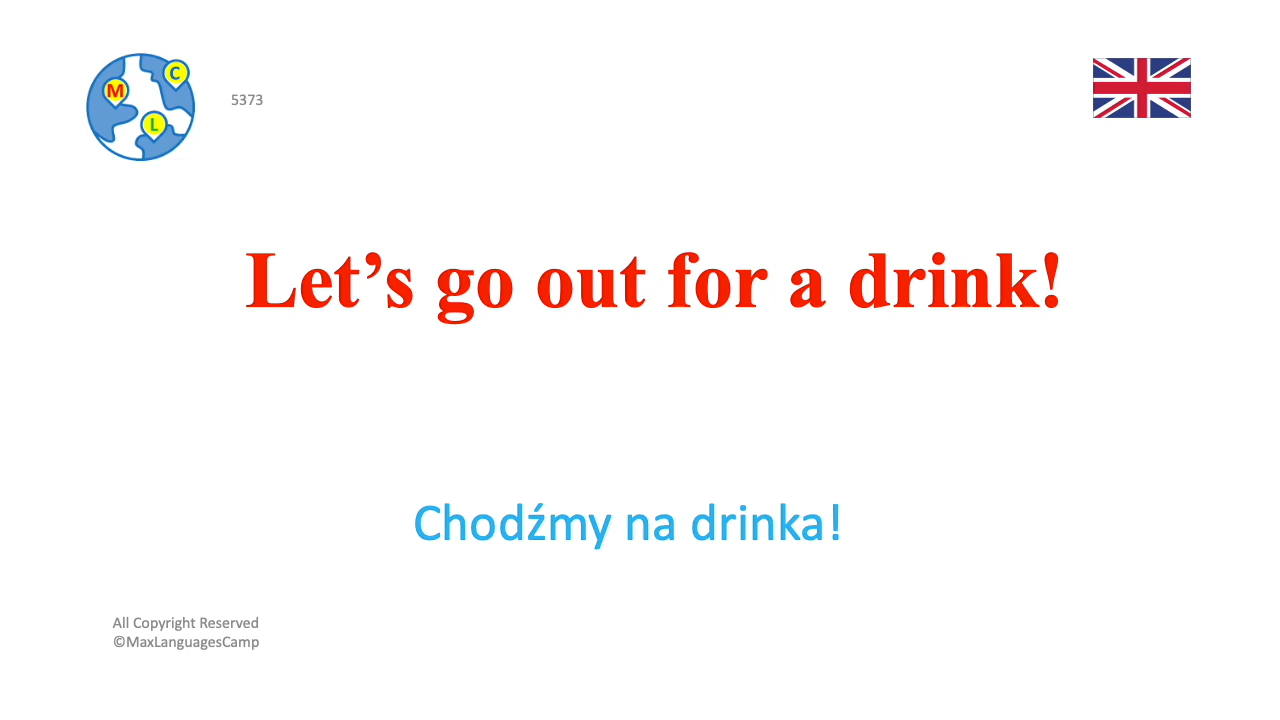 C
M
L
5373
Let’s go out for a drink!
Chodźmy na drinka!
All Copyright Reserved
©MaxLanguagesCamp